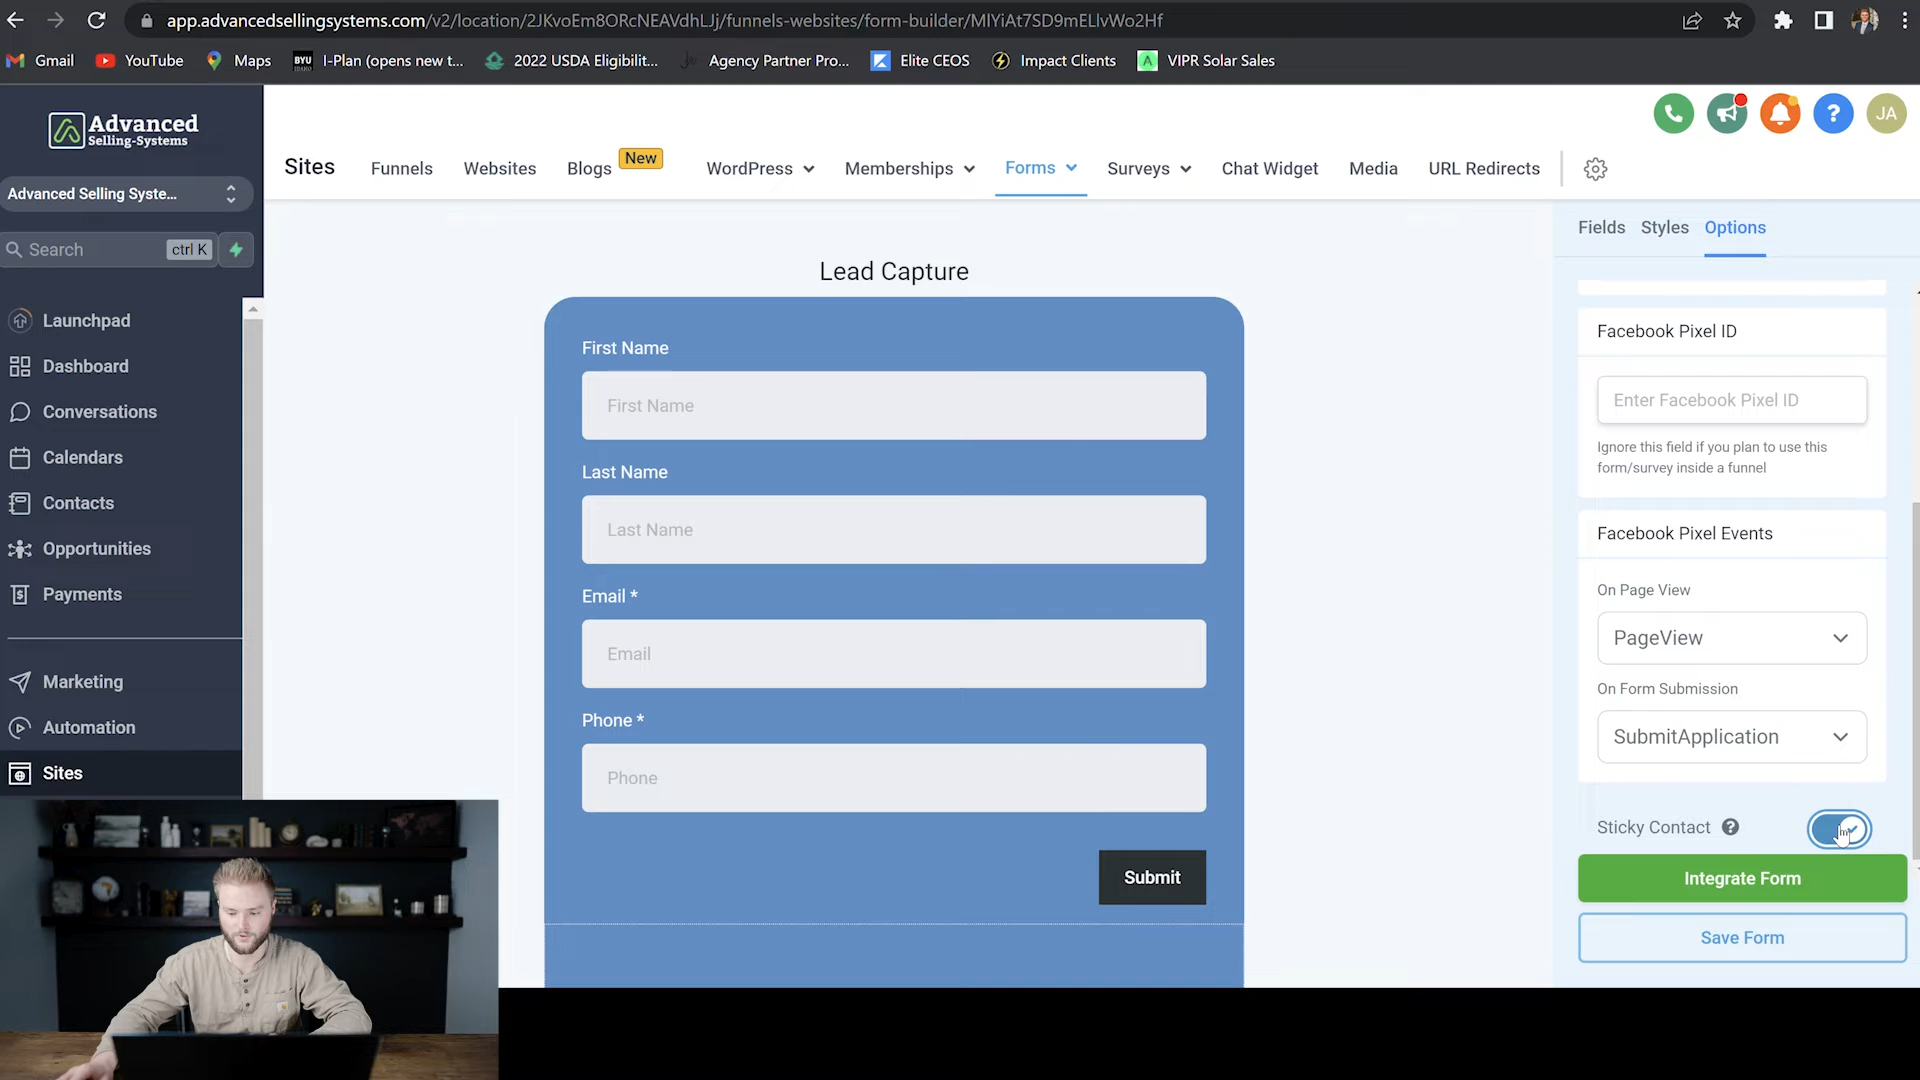 app.advancedsellingsystems.com/v2/location/2JKvoEm8ORcNEAVdhLJj/funnels-websites/form-builder/MlYiAt7SD9mELlvWo2Hf
Gmail
YouTube
Maps
BYU
IDAHO
I-Plan (opens new t...
2022 USDA Eligibilit...
Agency Partner Pro...
Elite CEOS
Impact Clients
VIPR Solar Sales
Advanced
Selling-Systems
JA
Sites
Funnels
Websites
Blogs
New
WordPress
Memberships
Forms
Surveys
Chat Widget
Media
URL Redirects
Advanced Selling Syste...
Search
ctrl K
Launchpad
Dashboard
Conversations
Calendars
Contacts
Opportunities
Payments
Marketing
Automation
Sites
Lead Capture
First Name
First Name
Last Name
Last Name
Email *
Email
Phone *
Phone
Submit
Fields
Styles
Options
Facebook Pixel ID
Enter Facebook Pixel ID
Ignore this field if you plan to use this
form/survey inside a funnel
Facebook Pixel Events
On Page View
PageView
On Form Submission
SubmitApplication
Sticky Contact
Integrate Form
Save Form